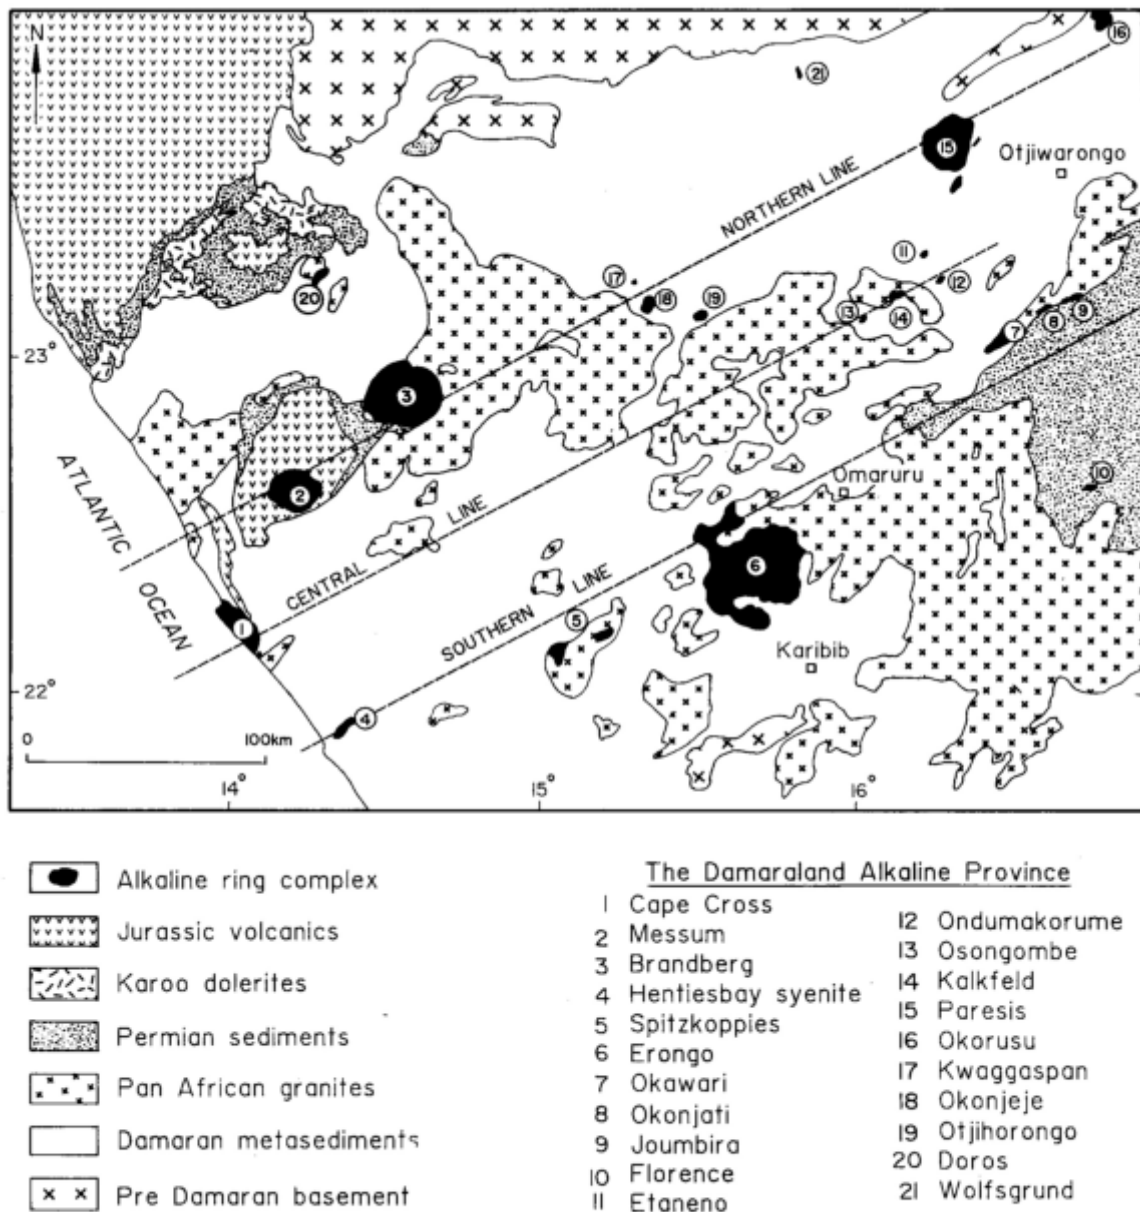 N
16
21
15
Otjiwarongo
NORTHERN LINE
11
17
12
20
18
19
13
14
9
8
7
23°
3
10
Omaruru
2
ATLANTIC OCEAN
CENTRAL LINE
6
SOUTHERN LINE
5
1
Karibib
22°
4
0 100km
14° 15° 16°
Alkaline ring complex
Jurassic volcanics
Karoo dolerites
Permian sediments
Pan African granites
Damaran metasediments
Pre Damaran basement
The Damaraland Alkaline Province
1 Cape Cross
2 Messum
3 Brandberg
4 Hentiesbay syenite
5 Spitzkoppies
6 Erongo
7 Okawari
8 Okonjati
9 Joumbira
10 Florence
11 Etaneno
12 Ondumakorume
13 Osongombe
14 Kalkfeld
15 Paresis
16 Okorusu
17 Kwaggaspan
18 Okonjeje
19 Otjihorongo
20 Doros
21 Wolfsgrund